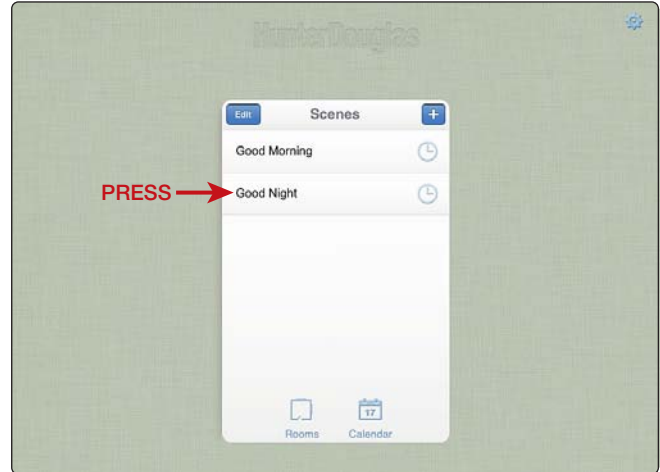 HunterDouglas
Edit Scenes +
Good Morning
PRESS Good Night
17
Rooms Calendar